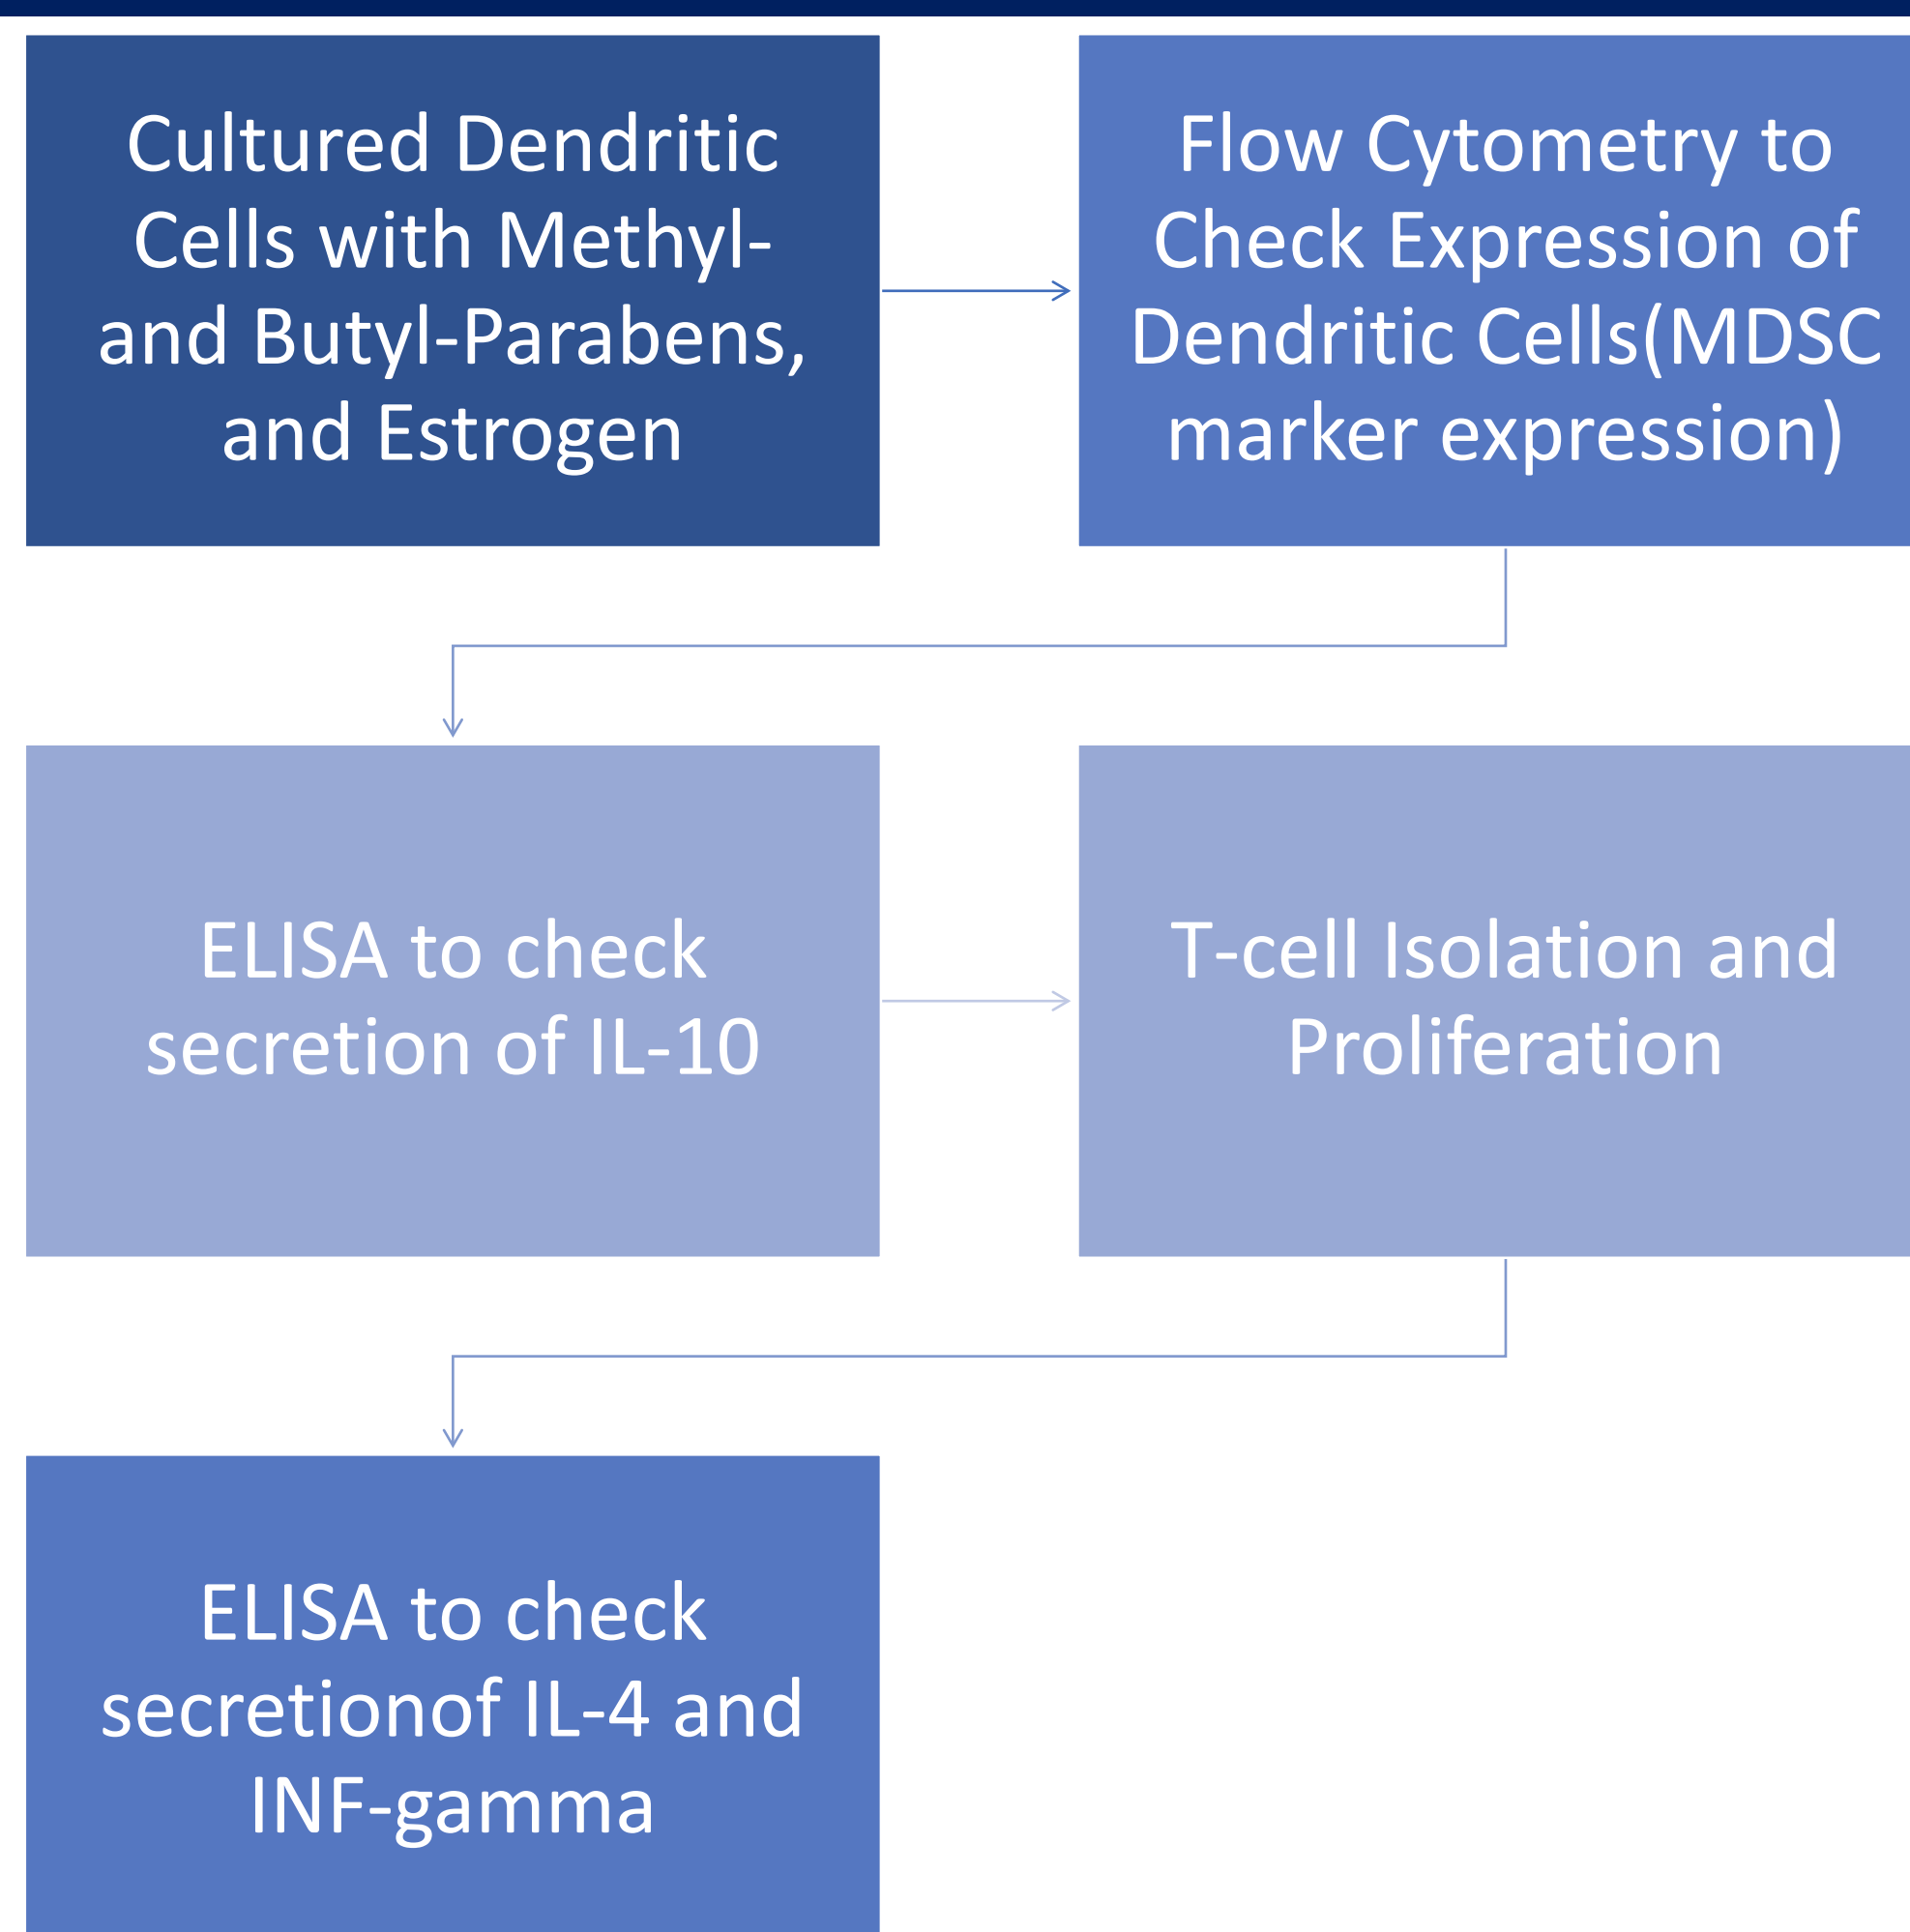 Cultured Dendritic
Cells with Methyl-
and Butyl-Parabens,
and Estrogen
Flow Cytometry to
Check Expression of
Dendritic Cells(MDSC
marker expression)
ELISA to check
secretion of IL-10
T-cell Isolation and
Proliferation
ELISA to check
secretionof IL-4 and
INF-gamma